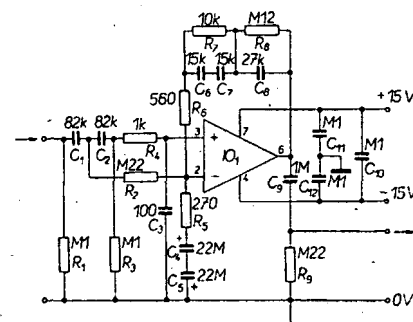 10k
R7
M12
R8
15k
C6
15k
C7
27k
C8
560
R6
+15V
82k
C1
82k
C2
1k
R4
3
7
IO1
6
2
4
M22
R2
1M
C9
M1
C11
M1
C12
M1
C10
-15V
100
C3
270
R5
+
C4
22M
C5
22M
+
M1
R1
M1
R3
M22
R9
0V